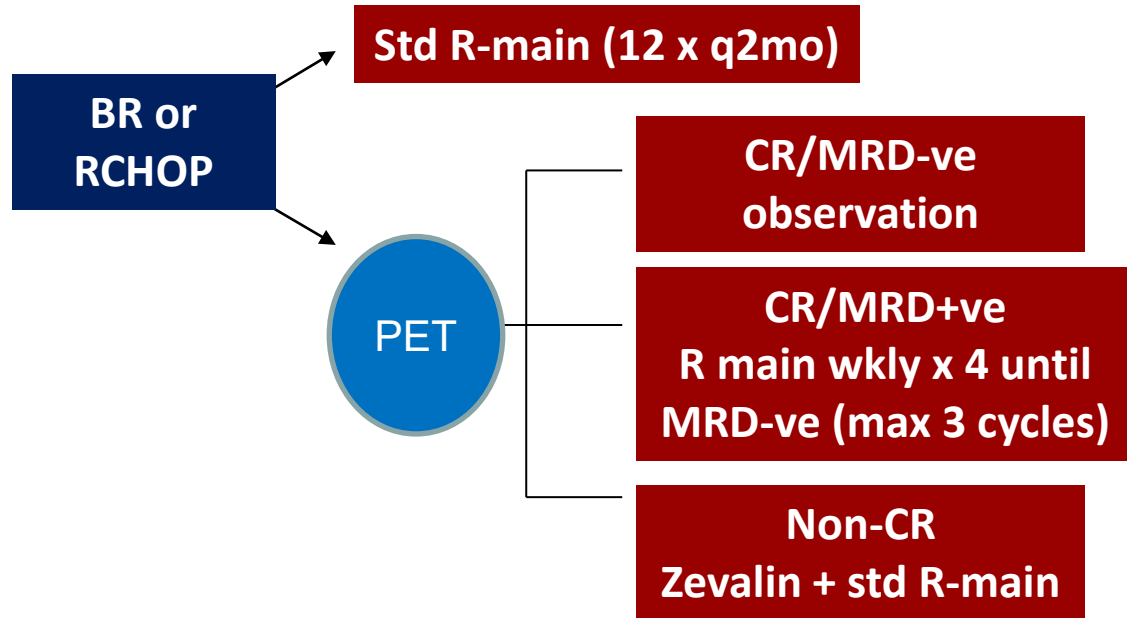 Std R-main (12 x q2mo)
BR or
RCHOP
CR/MRD-ve
observation
PET
CR/MRD+ve
R main wkly x 4 until
MRD-ve (max 3 cycles)
Non-CR
Zevalin + std R-main